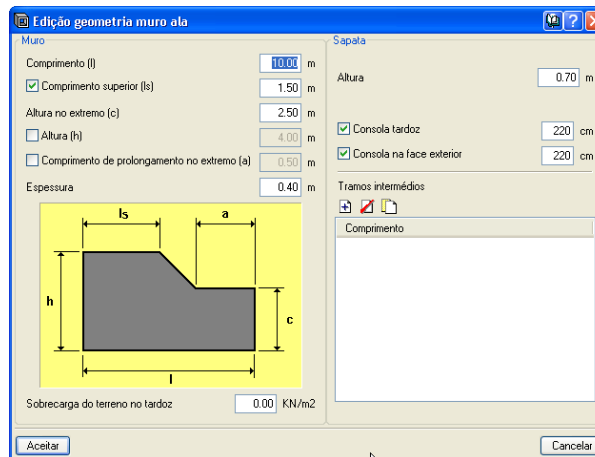 Edição geometria muro ala
Muro
Comprimento (l) 10.00 m
Comprimento superior (ls) 1.50 m
Altura no extremo (c) 2.50 m
Altura (h) 4.00 m
Comprimento de prolongamento no extremo (a) 0.50 m
Espessura 0.40 m
ls a
h
c
l
Sobrecarga do terreno no tardoz 0.00 KN/m2
Sapata
Altura 0.70 m
Consola tardoz 220 cm
Consola na face exterior 220 cm
Tramos intermédios
Comprimento
Aceitar
Cancelar